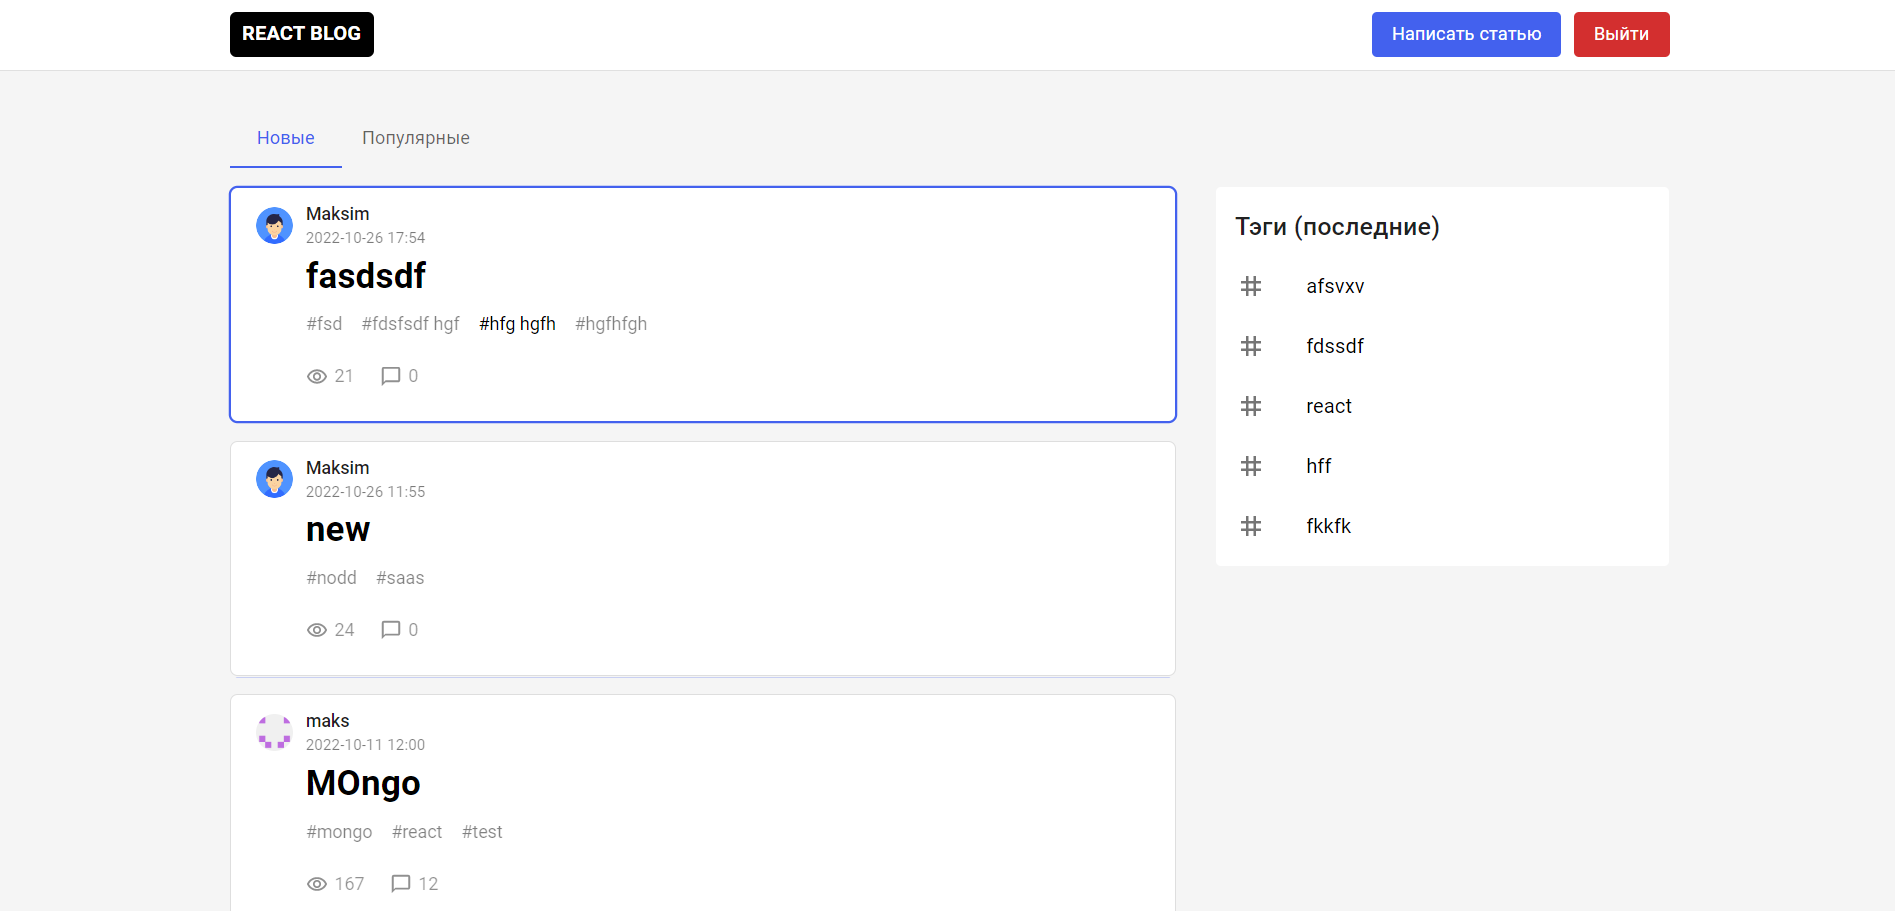 REACT BLOG
Написать статью
Выйти
Новые Популярные
Maksim
2022-10-26 17:54
fasdsdf
#fsd #fdsfsdf hgf #hfg hgfh #hgfhfgh
21 0
Maksim
2022-10-26 11:55
new
#nodd #saas
24 0
maks
2022-10-11 12:00
MOngo
#mongo #react #test
167 12
Тэги (последние)
afsvxv
fdssdf
react
hff
fkkfk